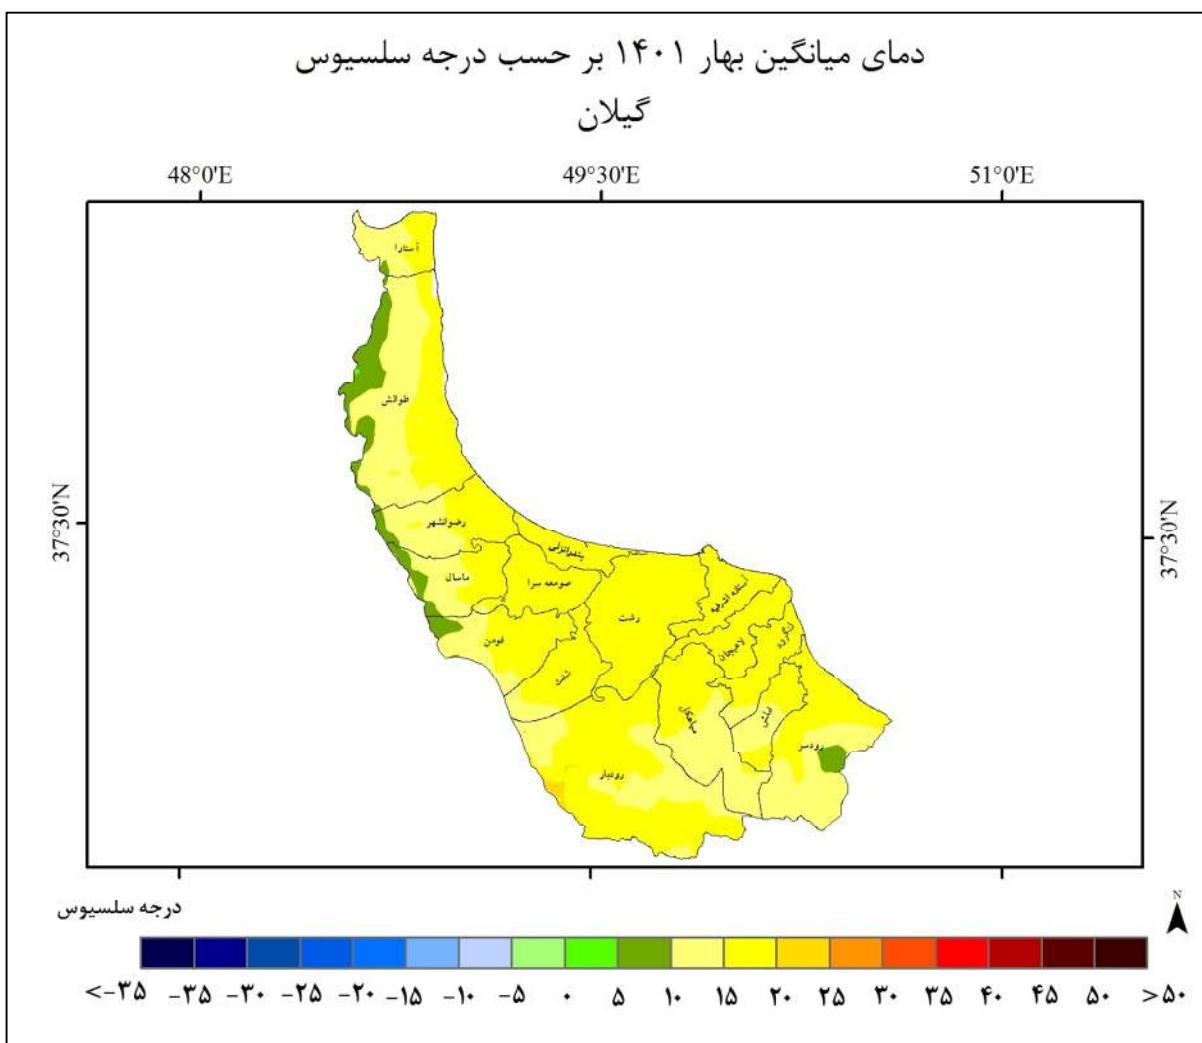 دمای میانگین بهار ۱۴۰۱ بر حسب درجه سلسیوس
گیلان
48°0'E 49°30'E 51°0'E
آستارا
طوالش
37°30'N
37°30'N
رضوانشهر
بندرانزلی
ماسال
صومعه سرا
آستانه اشرفیه
رشت
فومن
لاهیجان
لنگرود
شفت
سیاهکل
املش
رودسر
رودبار
درجه سلسیوس
N
<-۳۵ -۳۵ -۳۰ -۲۵ -۲۰ -۱۵ -۱۰ -۵ ۰ ۵ ۱۰ ۱۵ ۲۰ ۲۵ ۳۰ ۳۵ ۴۰ ۴۵ ۵۰ >۵۰